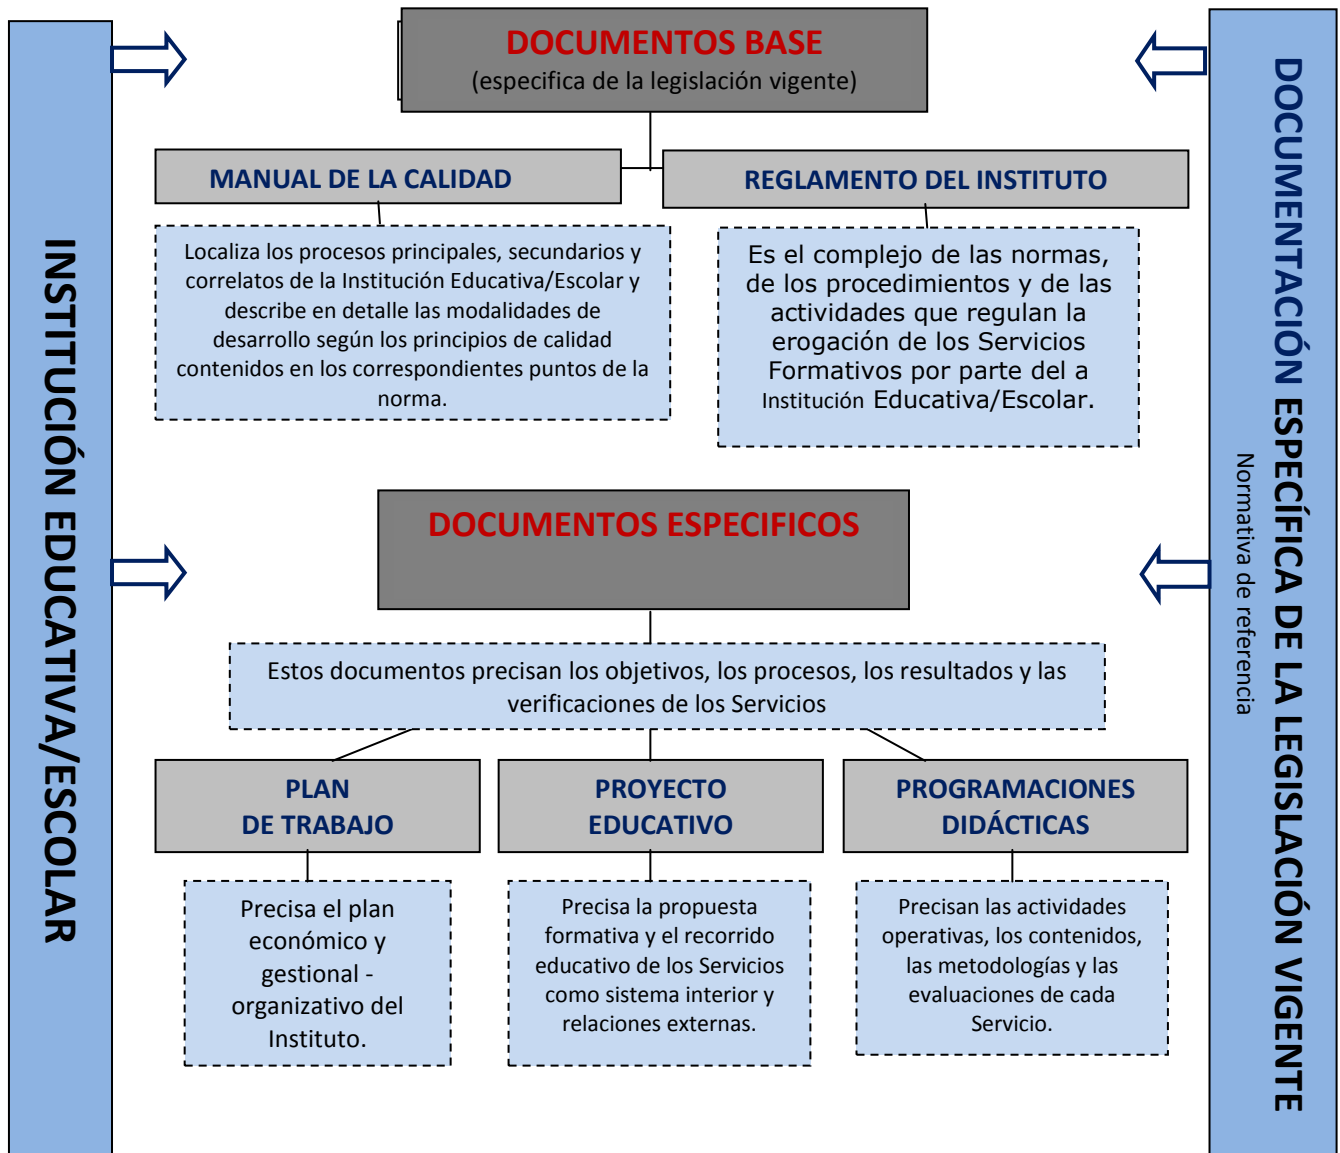 INSTITUCIÓN EDUCATIVA/ESCOLAR
DOCUMENTOS BASE
(especifica de la legislación vigente)
MANUAL DE LA CALIDAD
Localiza los procesos principales, secundarios y
correlatos de la Institución Educativa/Escolar y
describe en detalle las modalidades de
desarrollo según los principios de calidad
contenidos en los correspondientes puntos de la
norma.
REGLAMENTO DEL INSTITUTO
Es el complejo de las normas,
de los procedimientos y de las
actividades que regulan la
erogación de los Servicios
Formativos por parte del a
Institución Educativa/Escolar.
DOCUMENTOS ESPECIFICOS
Estos documentos precisan los objetivos, los procesos, los resultados y las
verificaciones de los Servicios
PLAN
DE TRABAJO
Precisa el plan
económico y
gestional -
organizativo del
Instituto.
PROYECTO
EDUCATIVO
Precisa la propuesta
formativa y el recorrido
educativo de los Servicios
como sistema interior y
relaciones externas.
PROGRAMACIONES
DIDÁCTICAS
Precisan las actividades
operativas, los contenidos,
las metodologías y las
evaluaciones de cada
Servicio.
DOCUMENTACIÓN ESPECÍFICA DE LA LEGISLACIÓN VIGENTE
Normativa de referencia